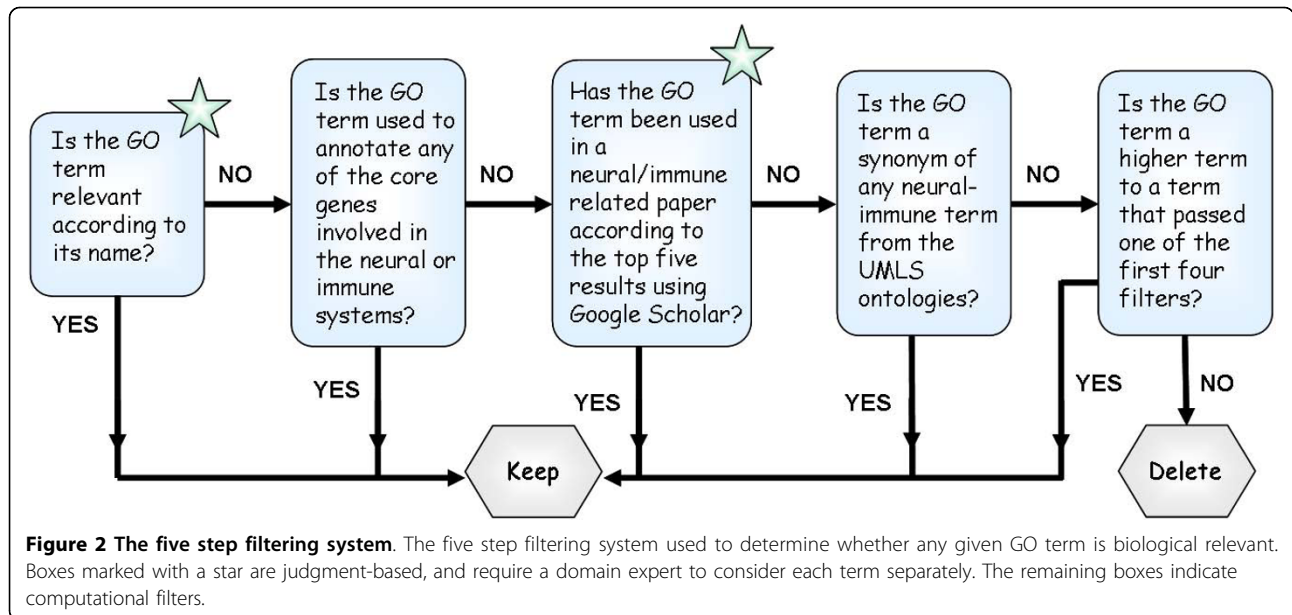 Is the GO
term
relevant
according to
its name?
NO
YES
Is the GO
term used to
annotate any
of the core
genes
involved in
the neural or
immune
systems?
NO
YES
Has the GO
term been used
in a
neural/immune
related paper
according to
the top five
results using
Google Scholar?
NO
YES
Is the GO
term a
synonym of
any neural-
immune term
from the
UMLS
ontologies?
NO
YES
Is the GO
term a
higher term
to a term
that passed
one of the
first four
filters?
YES
NO
Keep
Delete
Figure 2 The five step filtering system. The five step filtering system used to determine whether any given GO term is biological relevant.
Boxes marked with a star are judgment-based, and require a domain expert to consider each term separately. The remaining boxes indicate
computational filters.